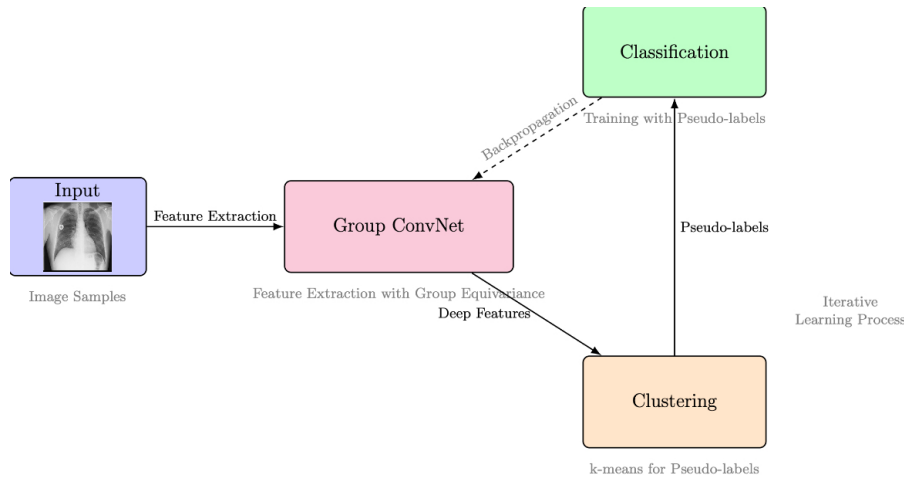 Classification
Training with Pseudo-labels
Backpropagation
Input
Feature Extraction
Group ConvNet
Pseudo-labels
Image Samples
Feature Extraction with Group Equivariance
Deep Features
Iterative
Learning Process
Clustering
k-means for Pseudo-labels